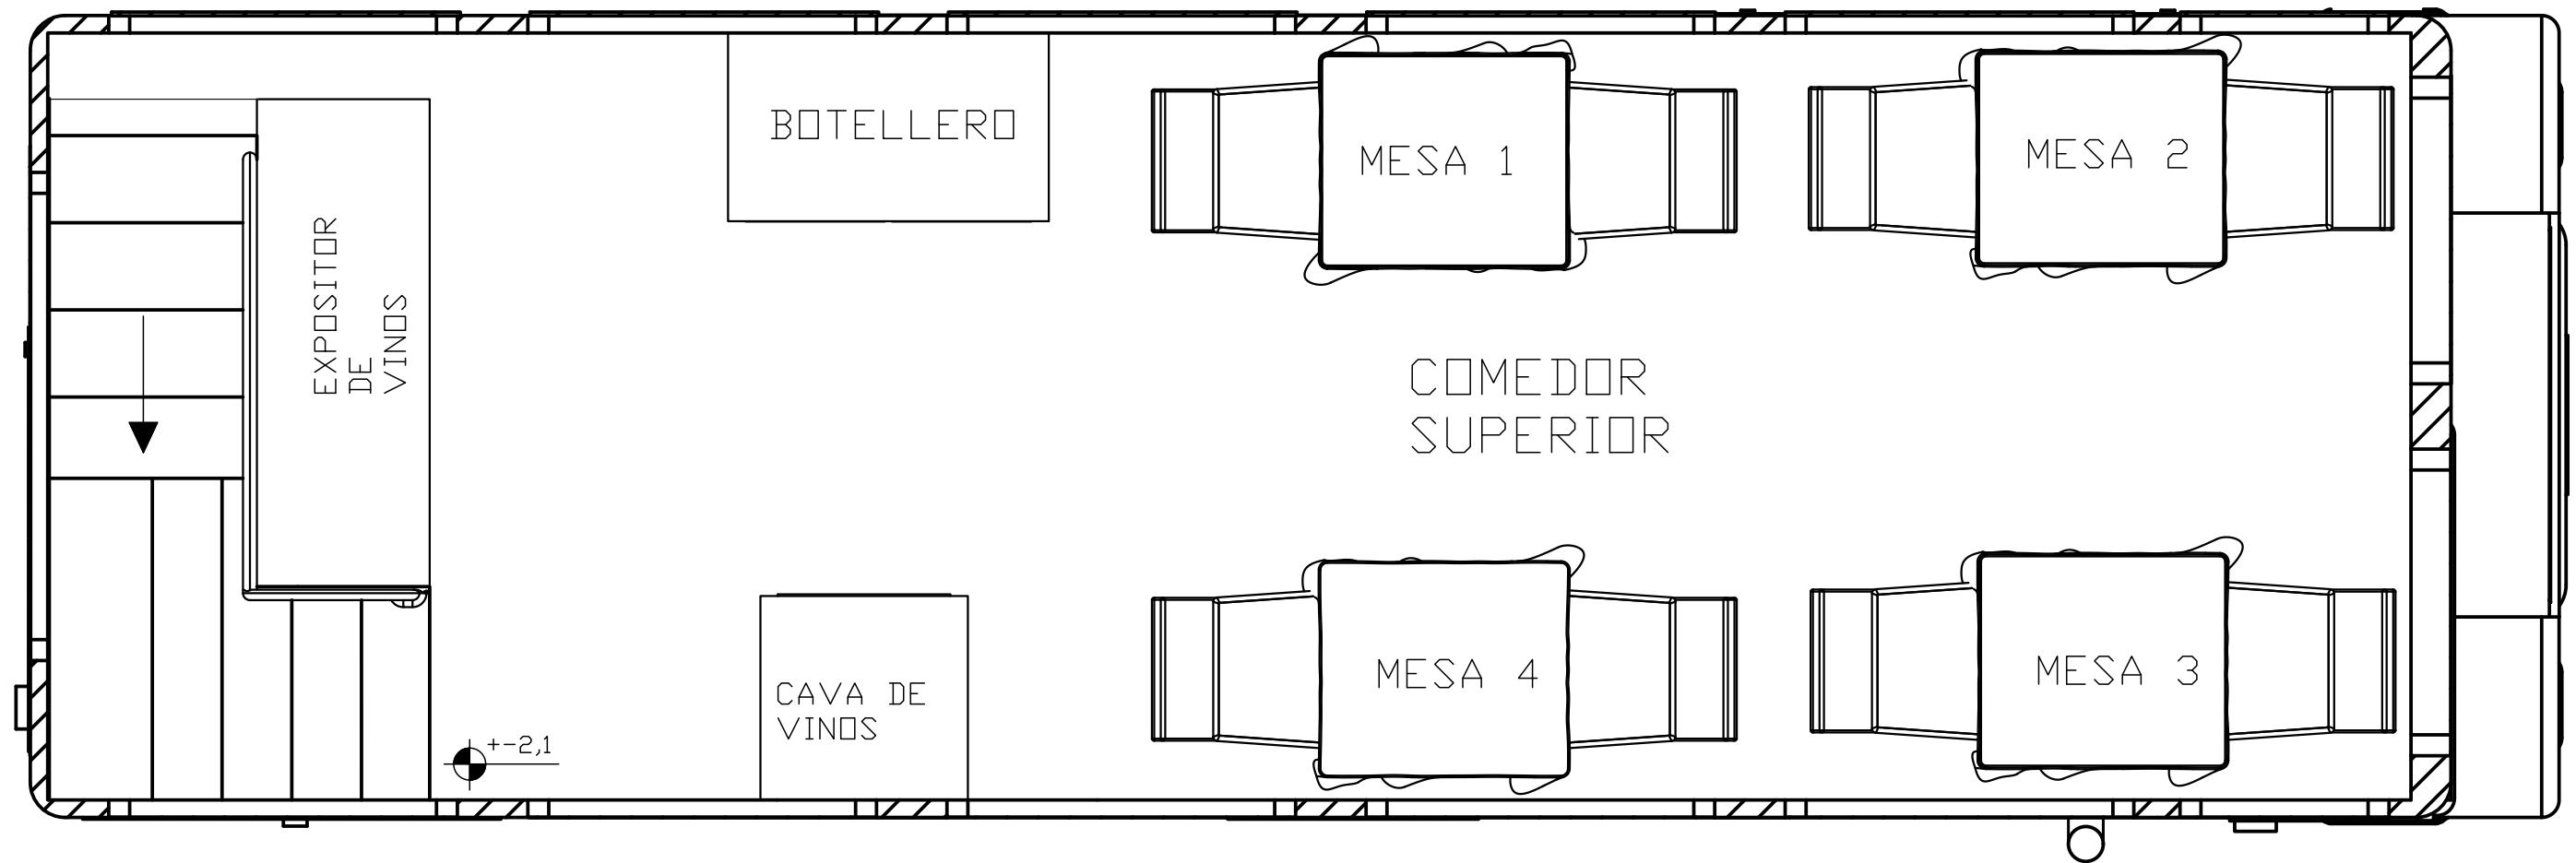 BOTELLERO
MESA 1
MESA 2
EXPOSITOR
DE
VINOS
COMEDOR
SUPERIOR
CAVA DE
VINOS
MESA 4
MESA 3
+-2,1